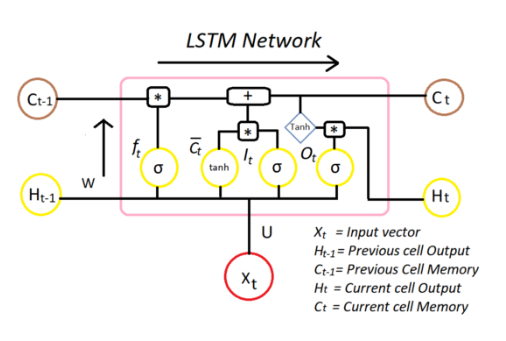 LSTM Network
Ct-1
*
+
Ct
Tanh
*
*
ft
C̅t
It
Ot
σ
tanh
σ
σ
W
Ht-1
Ht
U
Xt
Xt = Input vector
Ht-1= Previous cell Output
Ct-1= Previous Cell Memory
Ht = Current cell Output
Ct = Current cell Memory